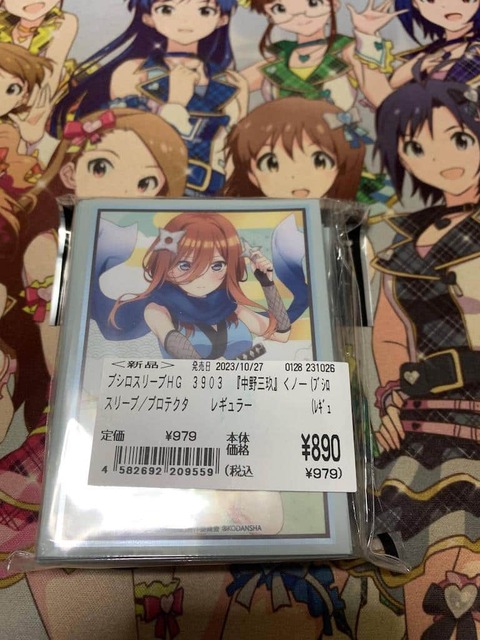 ＜新品＞ 発売日 2023/10/27 0128 231026
ブシロスリーブHG 3903 『中野三玖』くノー(ﾌﾞｼﾛ
スリーブ／プロテクタ レギュラー (ﾚｷﾞｭ
定価 ¥979 本体価格 ¥890
4 582692 209559 (税込 ¥979)
KODANSHA